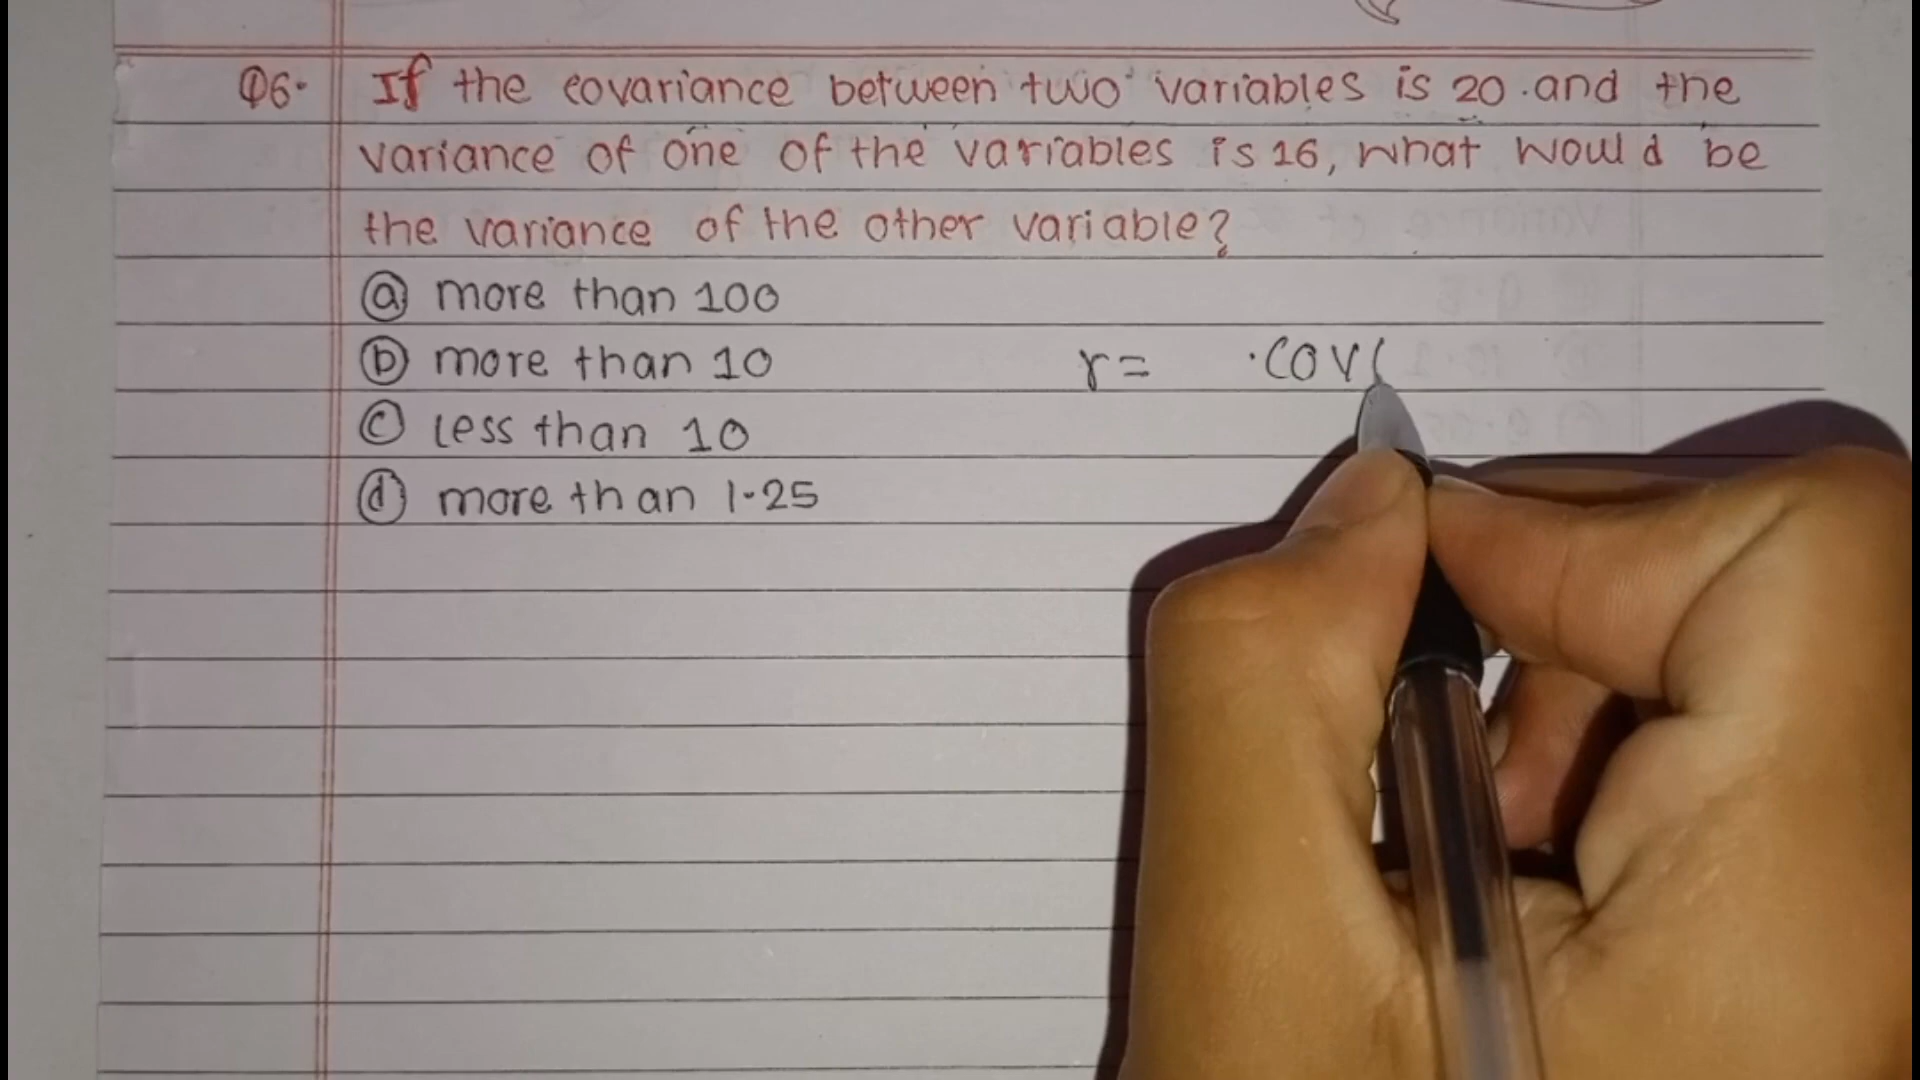 Q6. If the covariance between two variables is 20 and the
variance of one of the variables is 16, what would be
the variance of the other variable?
(a) more than 100
(b) more than 10
r = cov(
(c) less than 10
(d) more than 1.25